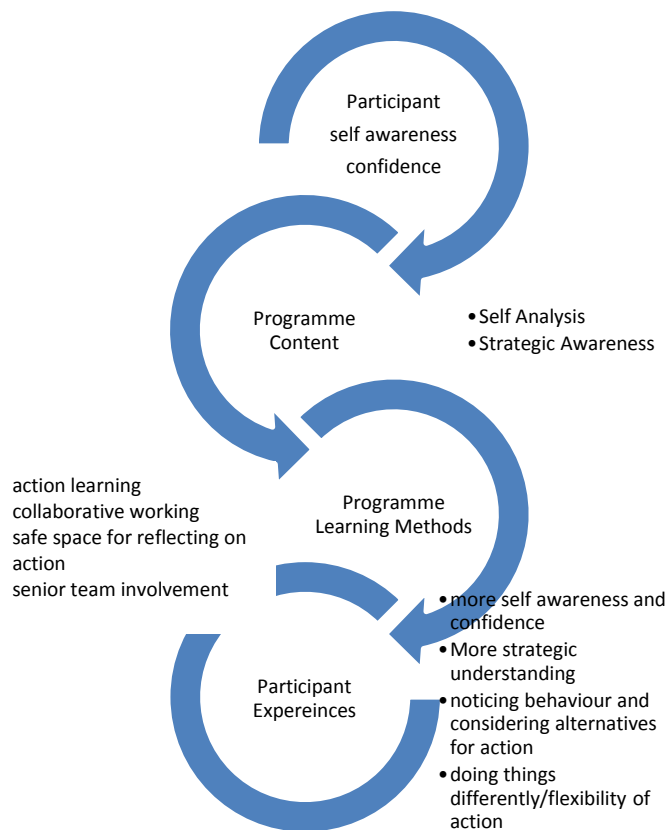 Participant
self awareness
confidence
Programme
Content
• Self Analysis
• Strategic Awareness
Programme
Learning Methods
action learning
collaborative working
safe space for reflecting on
action
senior team involvement
Participant
Expereinces
• more self awareness and
confidence
• More strategic
understanding
• noticing behaviour and
considering alternatives
for action
• doing things
differently/flexibility of
action